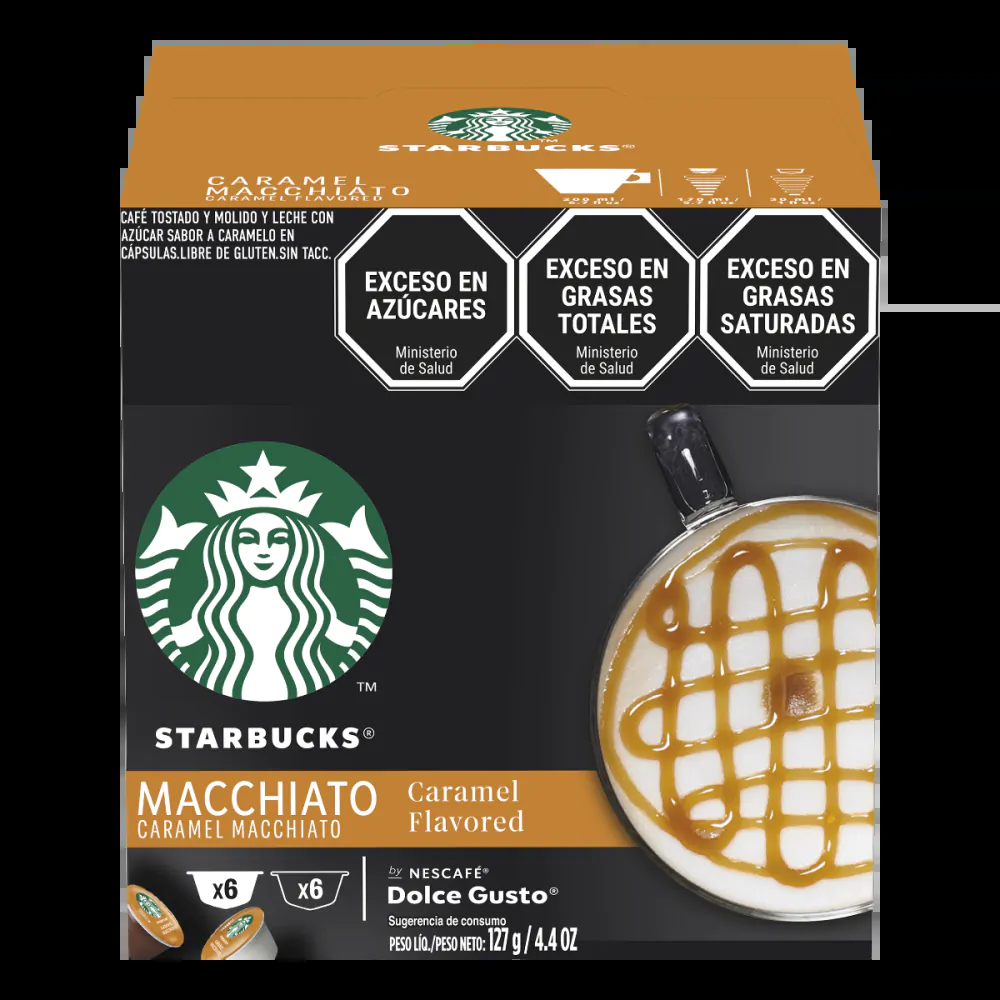 STARBUCKS®
CARAMEL
MACCHIATO
CARAMEL FLAVORED
CAFÉ TOSTADO Y MOLIDO Y LECHE CON
AZÚCAR SABOR A CARAMELO EN
CÁPSULAS.LIBRE DE GLUTEN.SIN TACC.
EXCESO EN
AZÚCARES
Ministerio
de Salud
EXCESO EN
GRASAS
TOTALES
Ministerio
de Salud
EXCESO EN
GRASAS
SATURADAS
Ministerio
de Salud
TM
STARBUCKS®
MACCHIATO
CARAMEL MACCHIATO
Caramel
Flavored
x6
x6
by NESCAFÉ®
Dolce Gusto®
Sugerencia de consumo
PESO LÍQ./PESO NETO: 127 g / 4.4 OZ